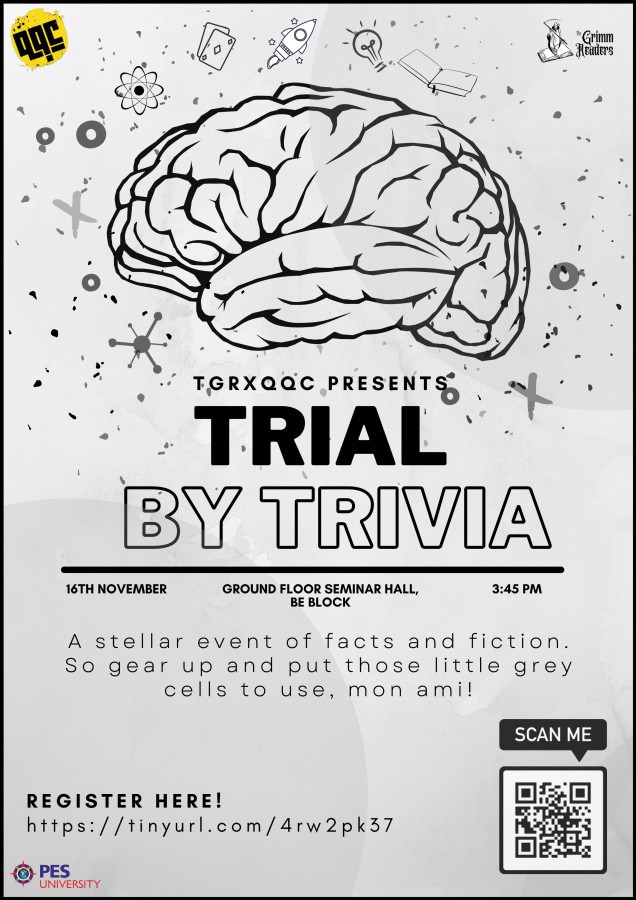 QQC
The Grimm
Readers
TGRXQQC PRESENTS
TRIAL
BY TRIVIA
16TH NOVEMBER
GROUND FLOOR SEMINAR HALL,
BE BLOCK
3:45 PM
A stellar event of facts and fiction.
So gear up and put those little grey
cells to use, mon ami!
SCAN ME
REGISTER HERE!
https://tinyurl.com/4rw2pk37
PES
UNIVERSITY